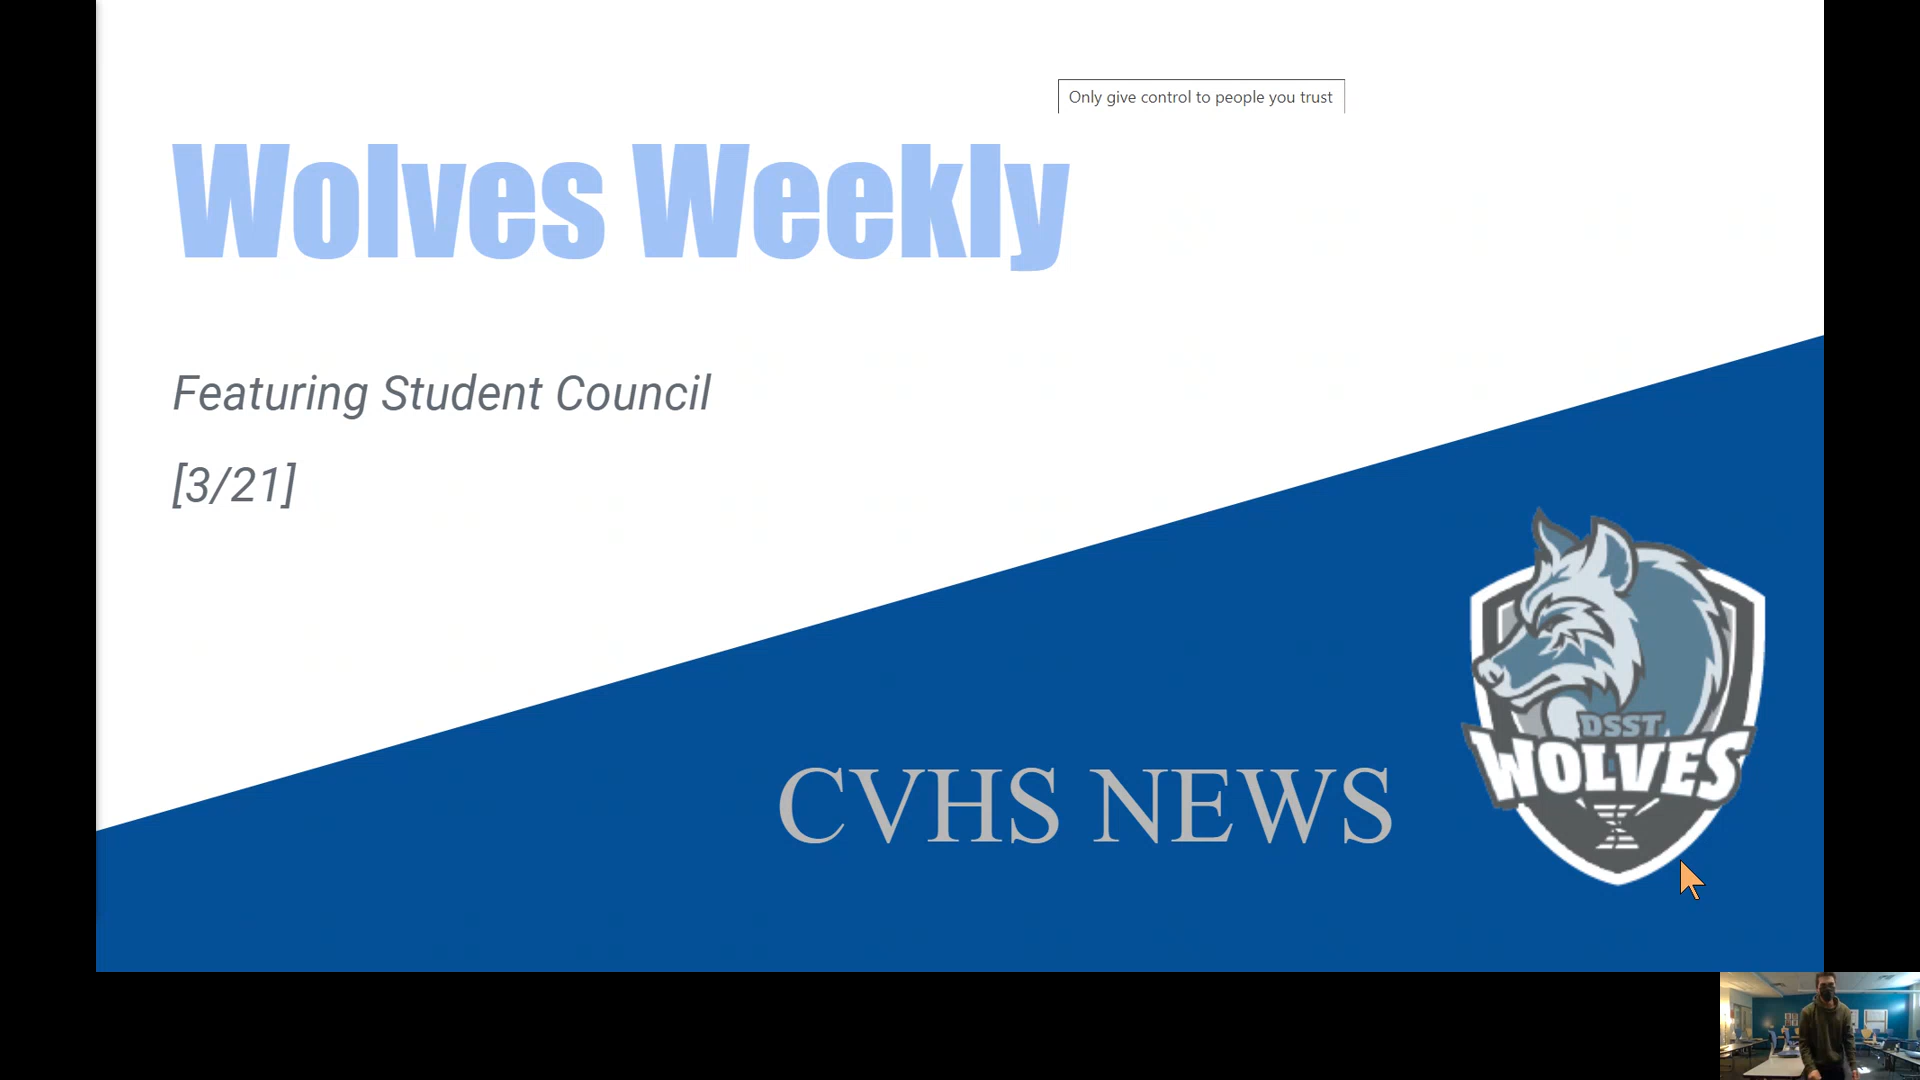 Only give control to people you trust
Wolves Weekly
Featuring Student Council
[3/21]
DSST
WOLVES
CVHS NEWS